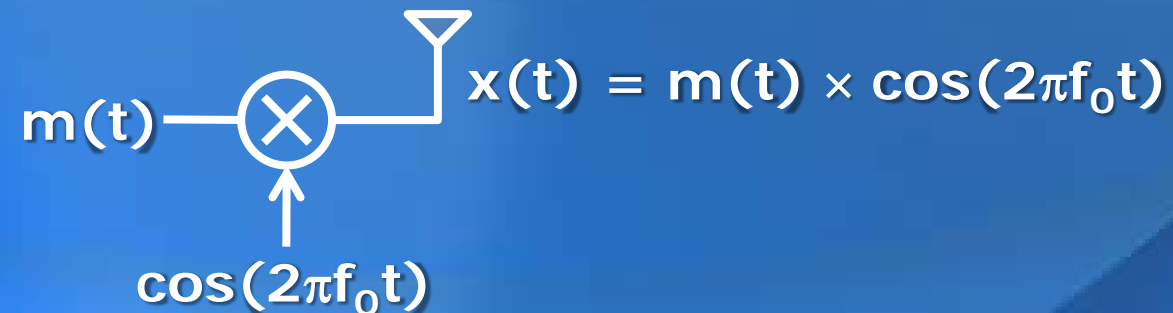 x(t) = m(t) × cos(2πf₀t)
m(t)
cos(2πf₀t)